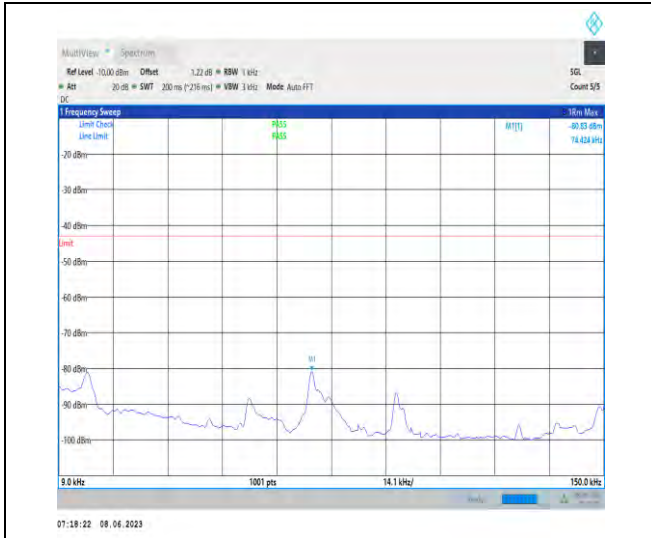 MultiView Spectrum
Ref Level -10.00 dBm Offset 1.22 dB RBW 1 kHz SGL
Att 20 dB SWT 200 ms (~216 ms) VBW 3 kHz Mode Auto FFT Count 5/5
DC
1 Frequency Sweep 1Rm Max
Limit Check PASS M1[1] -80.83 dBm
Line Limit PASS 74.424 kHz
-20 dBm
-30 dBm
-40 dBm
Limit
-50 dBm
-60 dBm
-70 dBm
M1
-80 dBm
-90 dBm
-100 dBm
9.0 kHz 1001 pts 14.1 kHz/ 150.0 kHz
07:18:22 08.06.2023